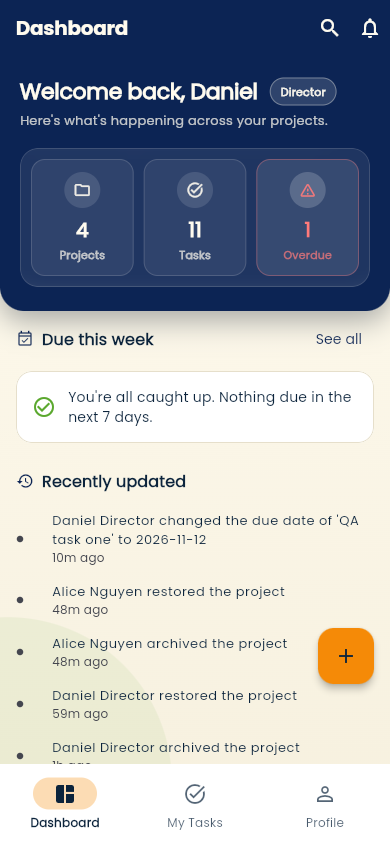 Dashboard
Welcome back, Daniel
Director
Here's what's happening across your projects.
4
Projects
11
Tasks
1
Overdue
Due this week
See all
You're all caught up. Nothing due in the
next 7 days.
Recently updated
Daniel Director changed the due date of 'QA
task one' to 2026-11-12
10m ago
Alice Nguyen restored the project
48m ago
Alice Nguyen archived the project
48m ago
Daniel Director restored the project
59m ago
Daniel Director archived the project
Dashboard
My Tasks
Profile